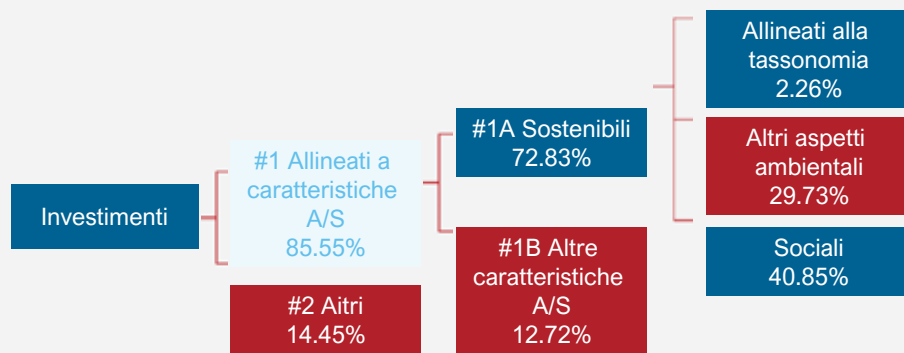 Investimenti
#1 Allineati a
caratteristiche
A/S
85.55%
#2 Aitri
14.45%
#1A Sostenibili
72.83%
#1B Altre
caratteristiche
A/S
12.72%
Allineati alla
tassonomia
2.26%
Altri aspetti
ambientali
29.73%
Sociali
40.85%